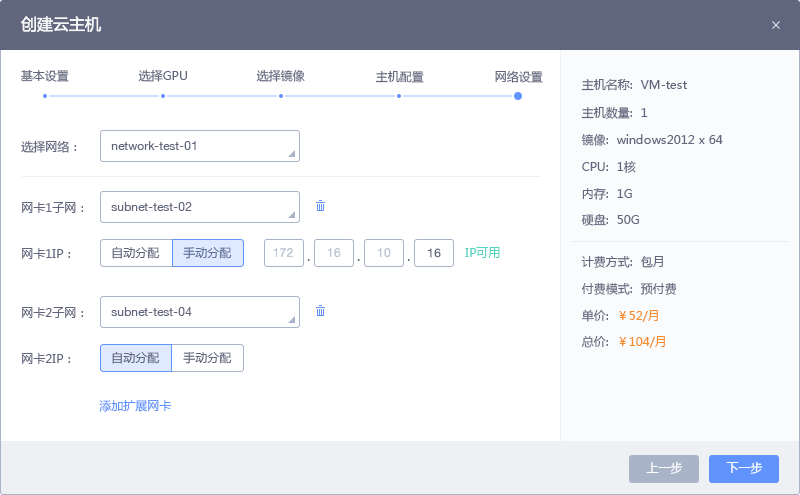 创建云主机
×
基本设置 选择GPU 选择镜像 主机配置 网络设置
选择网络： network-test-01
网卡1子网： subnet-test-02
网卡1IP： 自动分配 手动分配 172 . 16 . 10 . 16 IP可用
网卡2子网： subnet-test-04
网卡2IP： 自动分配 手动分配
添加扩展网卡
主机名称: VM-test
主机数量: 1
镜像: windows2012 x 64
CPU: 1核
内存: 1G
硬盘: 50G
计费方式: 包月
付费模式: 预付费
单价: ￥52/月
总价: ￥104/月
上一步 下一步